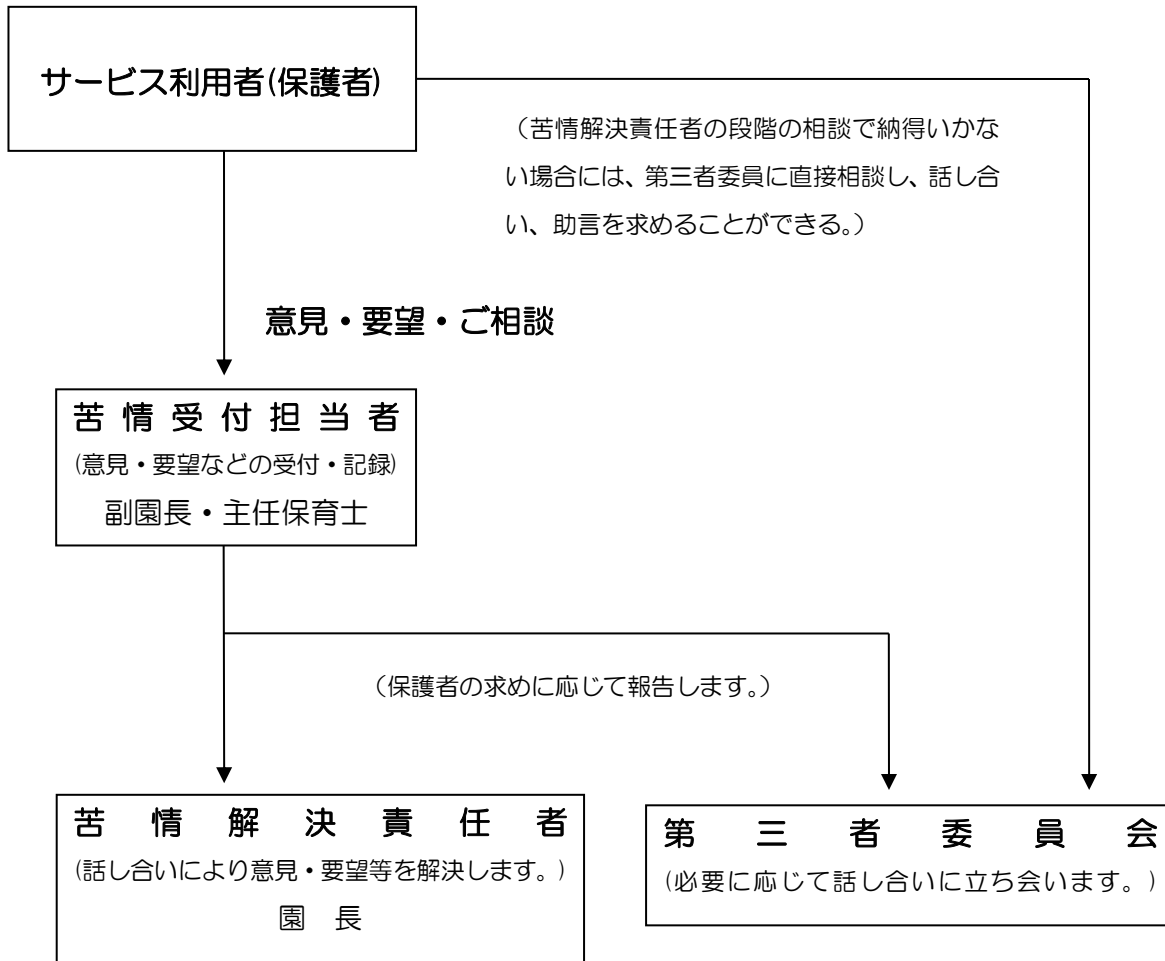 サービス利用者(保護者)
（苦情解決責任者の段階の相談で納得いかな
い場合には、第三者委員に直接相談し、話し合
い、助言を求めることができる。）
意見・要望・ご相談
苦情受付担当者
(意見・要望などの受付・記録)
副園長・主任保育士
（保護者の求めに応じて報告します。）
苦情解決責任者
(話し合いにより意見・要望等を解決します。)
園　長
第三者委員会
(必要に応じて話し合いに立ち会います。)